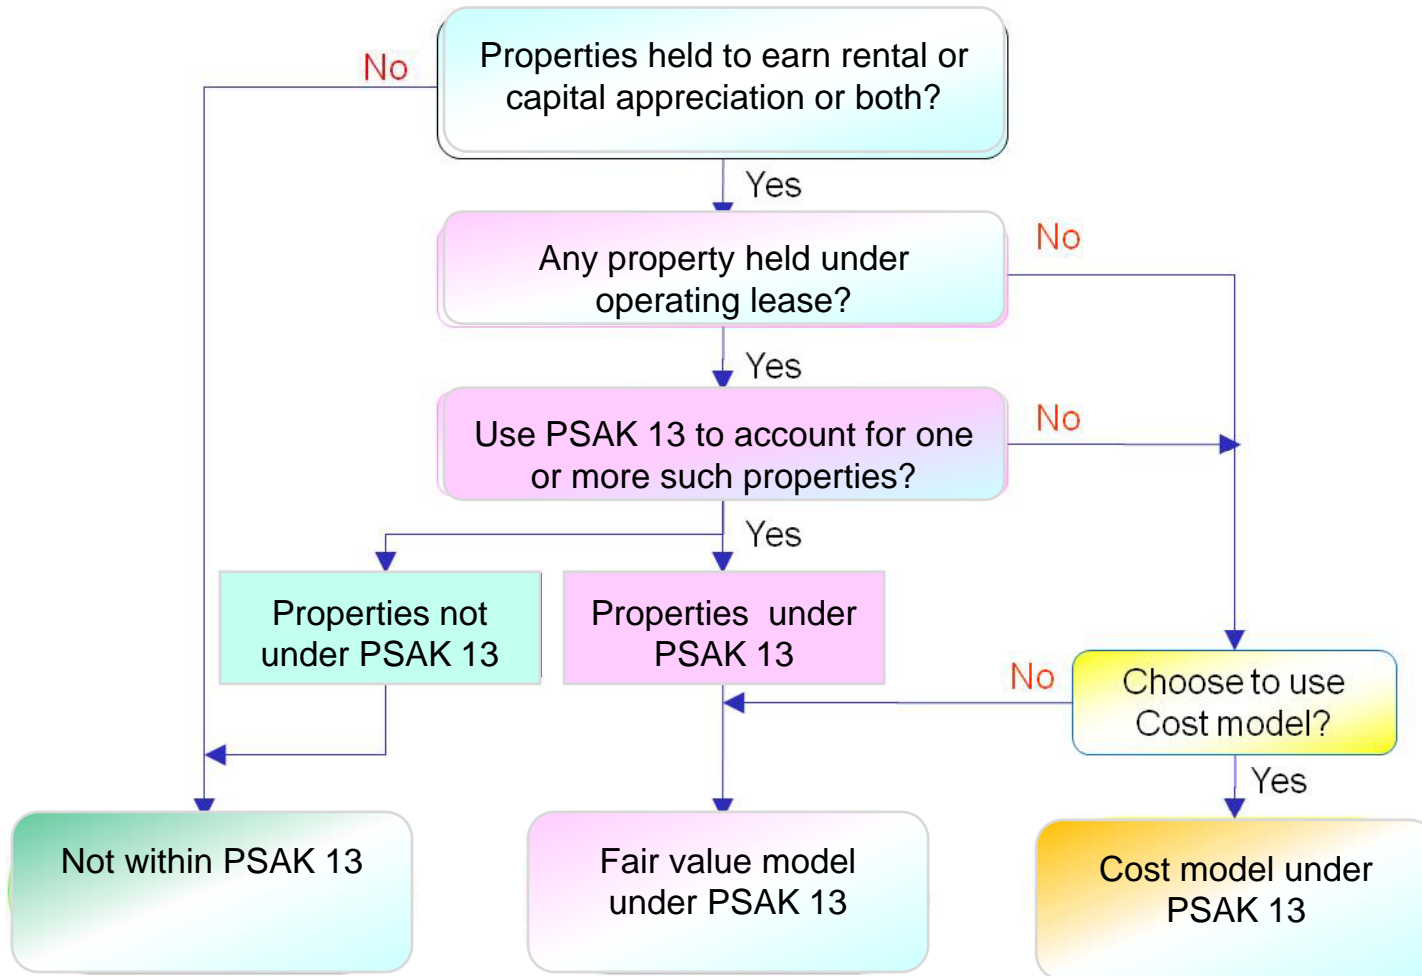 Properties held to earn rental or
capital appreciation or both?
No
Yes
Any property held under
operating lease?
No
Yes
Use PSAK 13 to account for one
or more such properties?
No
Yes
Properties not
under PSAK 13
Properties under
PSAK 13
No
Choose to use
Cost model?
Yes
Not within PSAK 13
Fair value model
under PSAK 13
Cost model under
PSAK 13